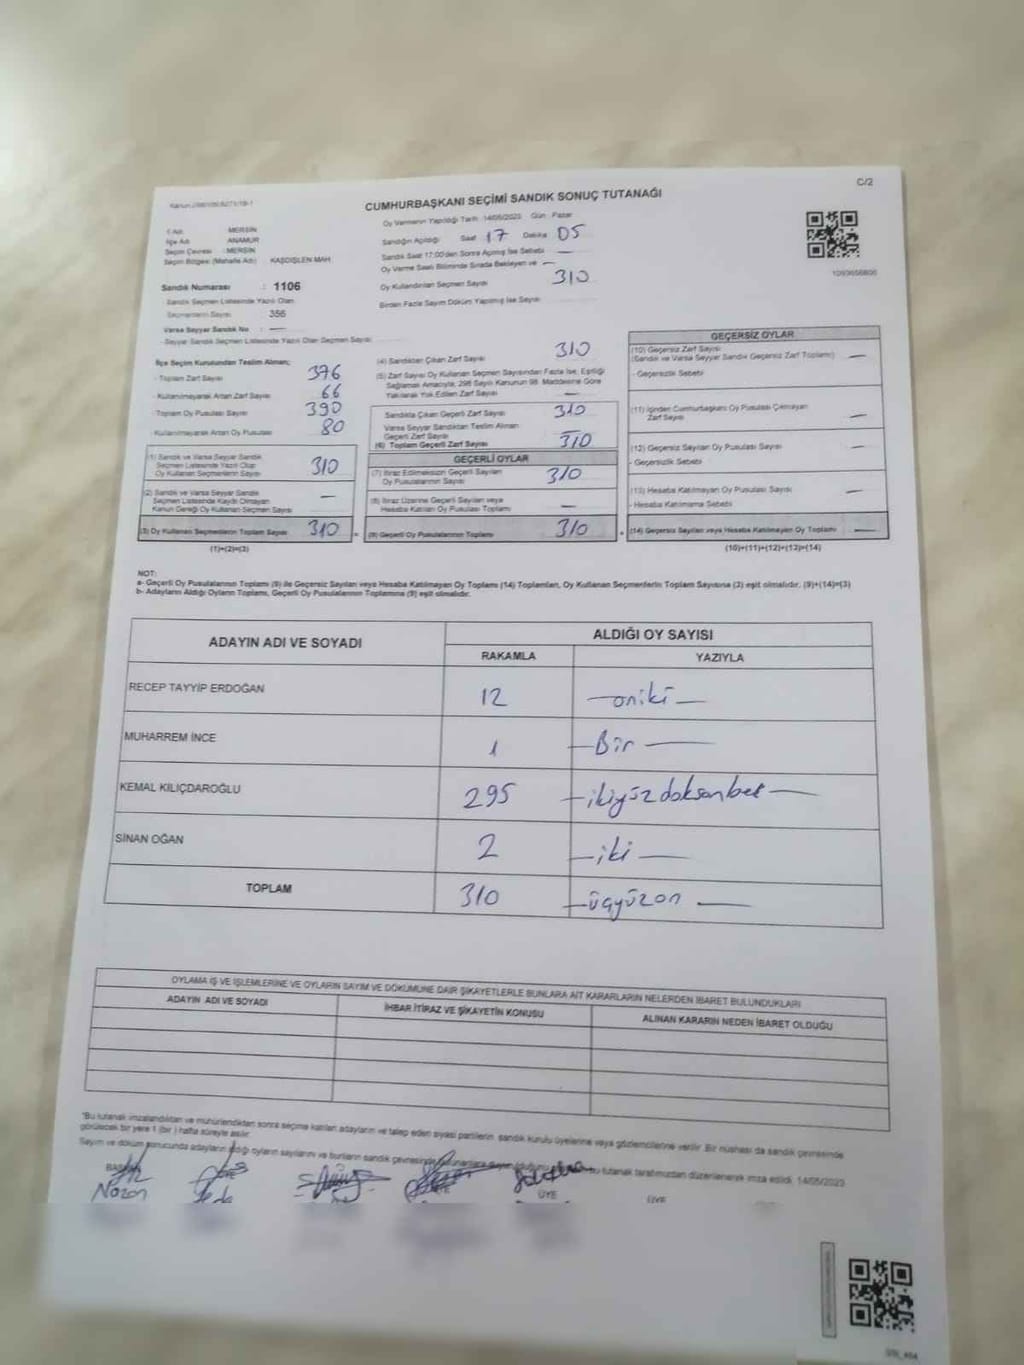 C/2
CUMHURBAŞKANI SEÇİMİ SANDIK SONUÇ TUTANAĞI
Oy Vermenin Yapıldığı Tarih 14/05/2023 Gün : Pazar
İl Adı : MERSİN
İlçe Adı : ANAMUR
Seçim Çevresi : MERSİN
Seçim Bölgesi (Mahalle Adı) KAŞDİŞLEN MAH.
Sandık Numarası : 1106
Sandık Seçmen Listesinde Yazılı Olan
Seçmenlerin Sayısı 356
Varsa Seyyar Sandık No : —
- Seyyar Sandık Seçmen Listesinde Yazılı Olan Seçmen Sayısı
Sandığın Açıldığı Saat 17 Dakika 05
Sandık Saat 17:00'den Sonra Açılmış İse Sebebi —
Oy Verme Saati Bitiminde Sırada Bekleyen ve —
Oy Kullandırılan Seçmen Sayısı 310
Birden Fazla Sayım Döküm Yapılmış İse Sayısı
1093656806
İlçe Seçim Kurulundan Teslim Alınan;
- Toplam Zarf Sayısı 376
- Kullanılmayarak Artan Zarf Sayısı 66
Toplam Oy Pusulası Sayısı 390
- Kullanılmayarak Artan Oy Pusulası 80
(1) Sandık ve Varsa Seyyar Sandık
Seçmen Listesinde Yazılı Olup
Oy Kullanan Seçmenlerin Sayısı 310
(2) Sandık ve Varsa Seyyar Sandık
Seçmen Listesinde Kaydı Olmayan
Kanun Gereği Oy Kullanan Seçmen Sayısı —
(3) Oy Kullanan Seçmenlerin Toplam Sayısı 310
(1)+(2)=(3)
(4) Sandıktan Çıkan Zarf Sayısı 310
(5) Zarf Sayısı Oy Kullanan Seçmen Sayısından Fazla İse, Eşitliği
Sağlamak Amacıyla, 298 Sayılı Kanunun 98. Maddesine Göre
Yakılarak Yok Edilen Zarf Sayısı —
Sandıkta Çıkan Geçerli Zarf Sayısı 310
Varsa Seyyar Sandıktan Teslim Alınan
Geçerli Zarf Sayısı —
(6) Toplam Geçerli Zarf Sayısı 310
GEÇERLİ OYLAR
(7) İtiraz Edilmeksizin Geçerli Sayılan
Oy Pusulasının Sayısı 310
(8) İtiraz Üzerine Geçerli Sayılan veya
Hesaba Katılan Oy Pusulası Toplamı —
(9) Geçerli Oy Pusulalarının Toplamı 310
GEÇERSİZ OYLAR
(10) Geçersiz Zarf Sayısı
(Sandık ve Varsa Seyyar Sandık Geçersiz Zarf Toplamı) —
- Geçersizlik Sebebi
(11) İçinden Cumhurbaşkanı Oy Pusulası Çıkmayan
Zarf Sayısı —
(12) Geçersiz Sayılan Oy Pusulası Sayısı —
- Geçersizlik Sebebi
(13) Hesaba Katılmayan Oy Pusulası Sayısı —
- Hesaba Katılmama Sebebi
(14) Geçersiz Sayılan veya Hesaba Katılmayan Oy Toplamı —
(10)+(11)+(12)+(13)=(14)
NOT:
a- Geçerli Oy Pusulalarının Toplamı (9) ile Geçersiz Sayılan veya Hesaba Katılmayan Oy Toplamı (14) Toplamları, Oy Kullanan Seçmenlerin Toplam Sayısına (3) eşit olmalıdır. (9)+(14)=(3)
b- Adayların Aldığı Oyların Toplamı, Geçerli Oy Pusulalarının Toplamına (9) eşit olmalıdır.
ADAYIN ADI VE SOYADI
ALDIĞI OY SAYISI
RAKAMLA YAZIYLA
RECEP TAYYİP ERDOĞAN 12 —oniki—
MUHARREM İNCE 1 —Bir—
KEMAL KILIÇDAROĞLU 295 —ikiyüzdoksanbeş—
SİNAN OĞAN 2 —iki—
TOPLAM 310 —üçyüzon—
OYLAMA İŞ VE İŞLEMLERİNE VE OYLARIN SAYIM VE DÖKÜMÜNE DAİR ŞİKAYETLERLE BUNLARA AİT KARARLARIN NELERDEN İBARET BULUNDUKLARI
ADAYIN ADI VE SOYADI
İHBAR İTİRAZ VE ŞİKAYETİN KONUSU
ALINAN KARARIN NEDEN İBARET OLDUĞU
*Bu tutanak imzalandıktan ve mühürlendikten sonra seçime katılan adayların ve talep eden siyasi partilerin sandık kurulu üyelerine veya gözlemcilerine verilir. Bir nüshası da sandık çevresinde
görülecek bir yere 1 (bir) hafta süreyle asılır.
Sayım ve döküm sonucunda adayların aldığı oyların sayılarını ve bunların sandık çevresinde bu tutanak tarafımızdan düzenlenerek imza edildi. 14/05/2023
BAŞKAN
ÜYE
ÜYE